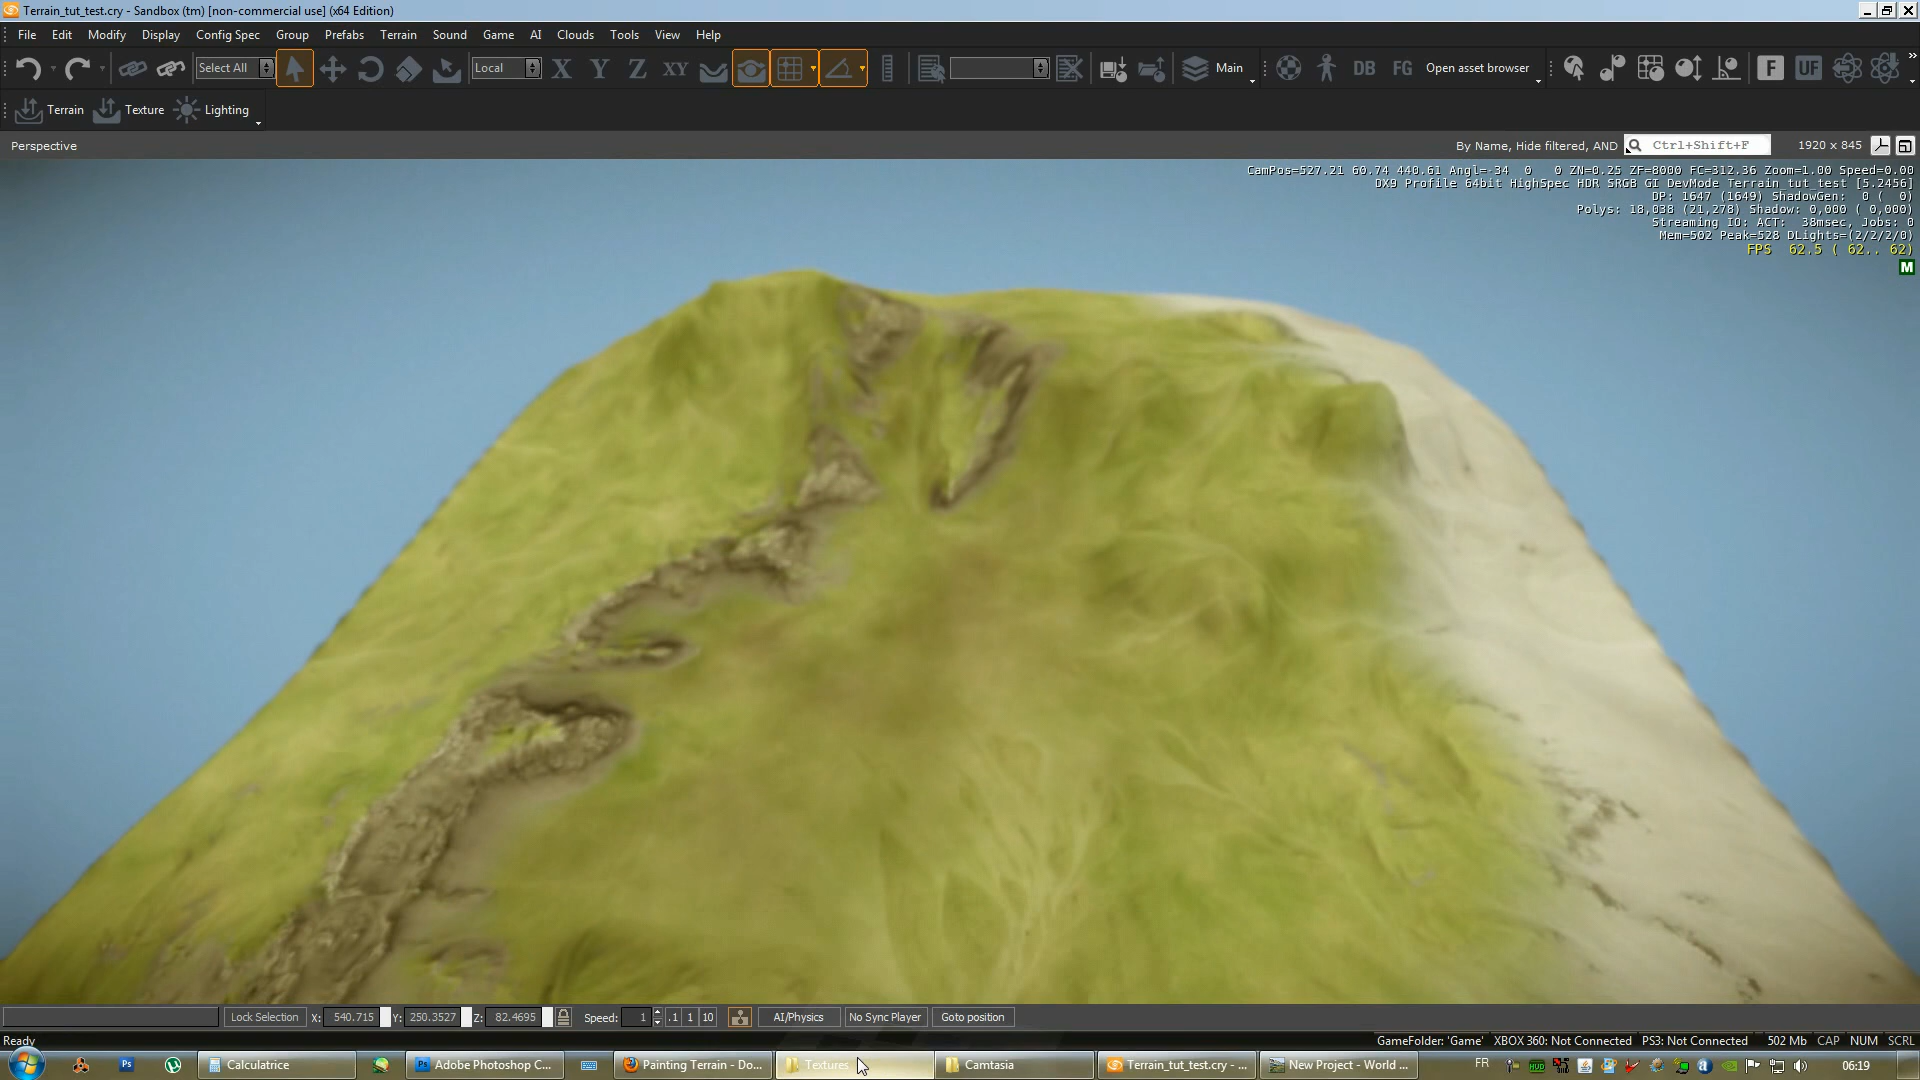 Terrain_tut_test.cry - Sandbox (tm) [non-commercial use] (x64 Edition)
File Edit Modify Display Config Spec Group Prefabs Terrain Sound Game AI Clouds Tools View Help
Select All Local X Y Z XY Main DB FG Open asset browser F UF
Terrain Texture Lighting
Perspective By Name, Hide filtered, AND Ctrl+Shift+F 1920 x 845
CamPos=527.21 60.74 440.61 Angl=-34 0 0 ZN=0.25 ZF=8000 FC=312.36 Zoom=1.00 Speed=0.00
DX9 Profile 64bit HighSpec HDR SRGB GI DevMode Terrain_tut_test [5.2456]
DP: 1647 (1649) ShadowGen: 0 ( 0)
Polys: 18,038 (21,278) Shadow: 0,000 ( 0,000)
Streaming IO: ACT: 38msec, Jobs: 0
Mem=502 Peak=528 DLights=(2/2/2/0)
FPS 62.5 ( 62.. 62)
M
Lock Selection X: 540.715 Y: 250.3527 Z: 82.4695 Speed: 1 .1 1 10 AI/Physics No Sync Player Goto position
Ready GameFolder: 'Game' XBOX 360: Not Connected PS3: Not Connected 502 Mb CAP NUM SCRL
Ps Calculatrice Ps Adobe Photoshop C... Painting Terrain - Do... Textures Camtasia Terrain_tut_test.cry - ... New Project - World ... FR 06:19